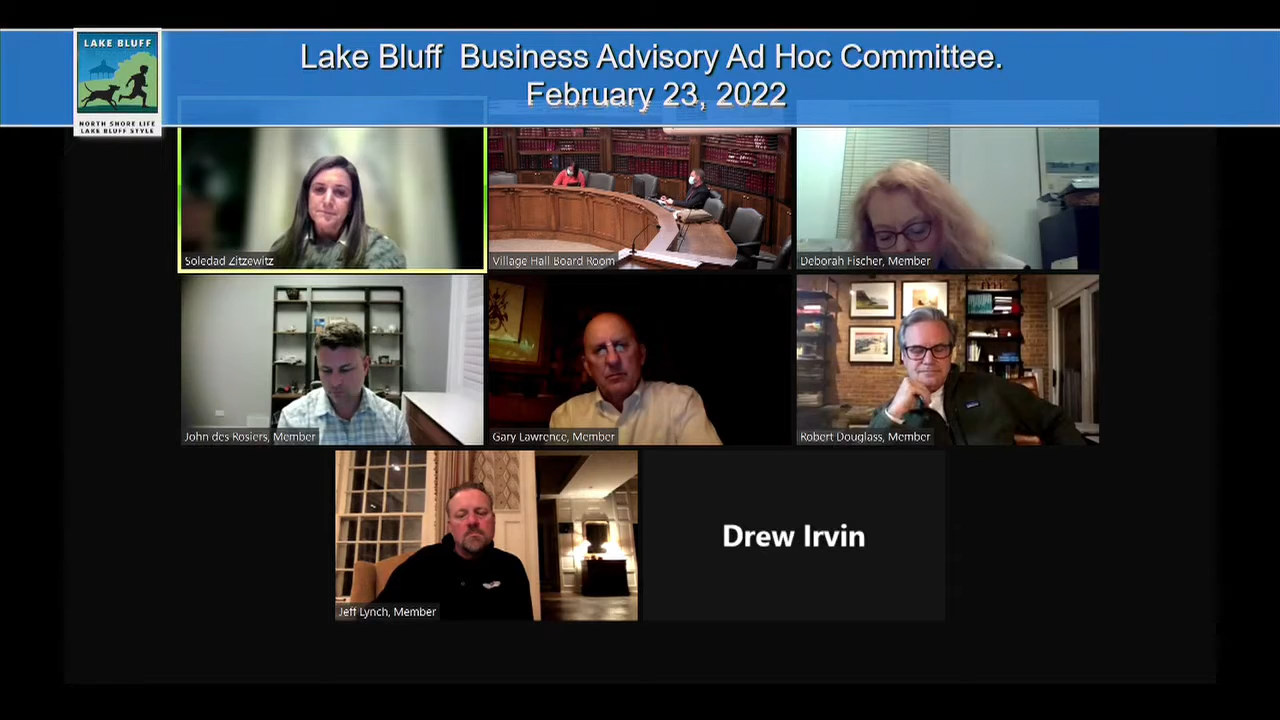 LAKE BLUFF
NORTH SHORE LIFE
LAKE BLUFF STYLE
Lake Bluff Business Advisory Ad Hoc Committee.
February 23, 2022
Soledad Zitzewitz
Village Hall Board Room
Deborah Fischer, Member
John des Rosiers, Member
Gary Lawrence, Member
Robert Douglass, Member
Jeff Lynch, Member
Drew Irvin